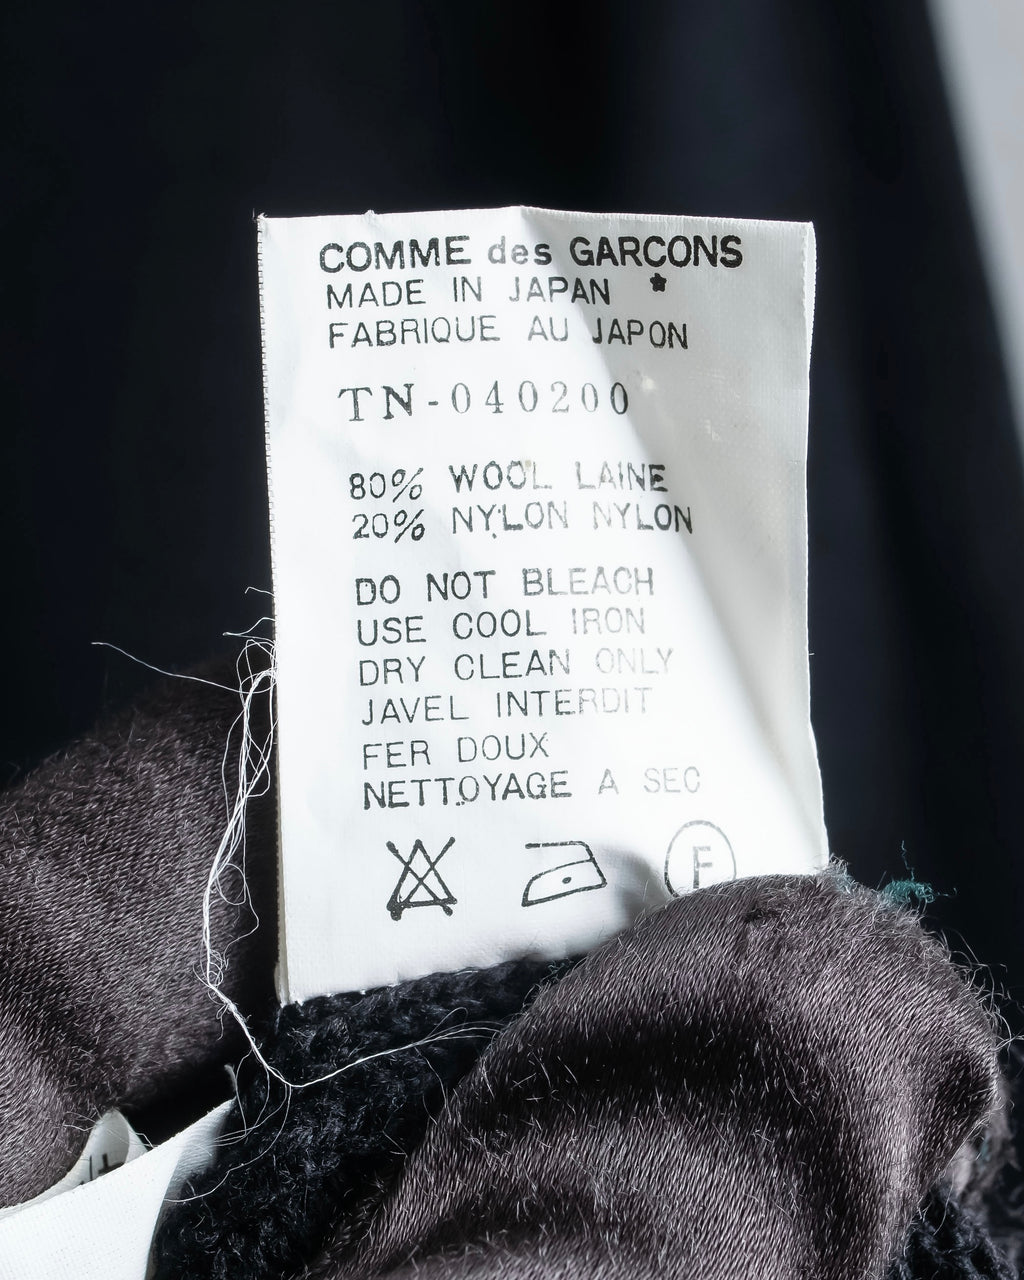 COMME des GARCONS
MADE IN JAPAN
FABRIQUE AU JAPON
TN-040200
80% WOOL LAINE
20% NYLON NYLON
DO NOT BLEACH
USE COOL IRON
DRY CLEAN ONLY
JAVEL INTERDIT
FER DOUX
NETTOYAGE A SEC
F